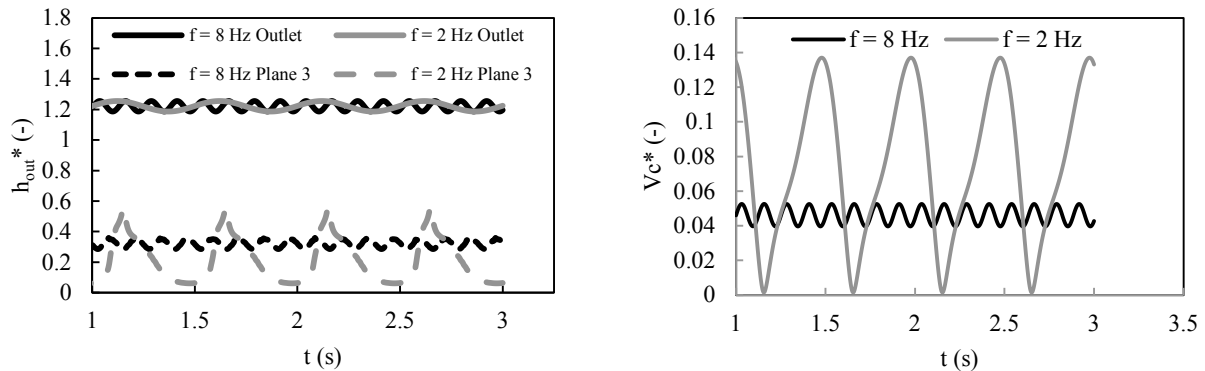 1.8
1.6
1.4
1.2
1
0.8
0.6
0.4
0.2
0
h_out* (-)
f = 8 Hz Outlet
f = 2 Hz Outlet
f = 8 Hz Plane 3
f = 2 Hz Plane 3
1 1.5 2 2.5 3
t (s)
0.16
0.14
0.12
0.1
0.08
0.06
0.04
0.02
0
Vc* (-)
f = 8 Hz
f = 2 Hz
1 1.5 2 2.5 3 3.5
t (s)